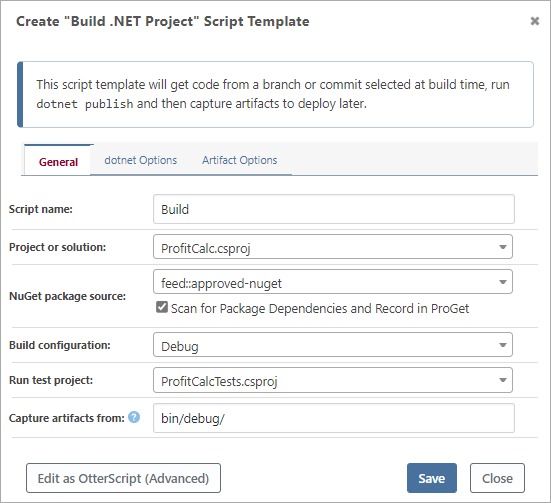 Create "Build .NET Project" Script Template
This script template will get code from a branch or commit selected at build time, run
dotnet publish and then capture artifacts to deploy later.
General dotnet Options Artifact Options
Script name: Build
Project or solution: ProfitCalc.csproj
NuGet package source: feed::approved-nuget
Scan for Package Dependencies and Record in ProGet
Build configuration: Debug
Run test project: ProfitCalcTests.csproj
Capture artifacts from: ? bin/debug/
Edit as OtterScript (Advanced) Save Close